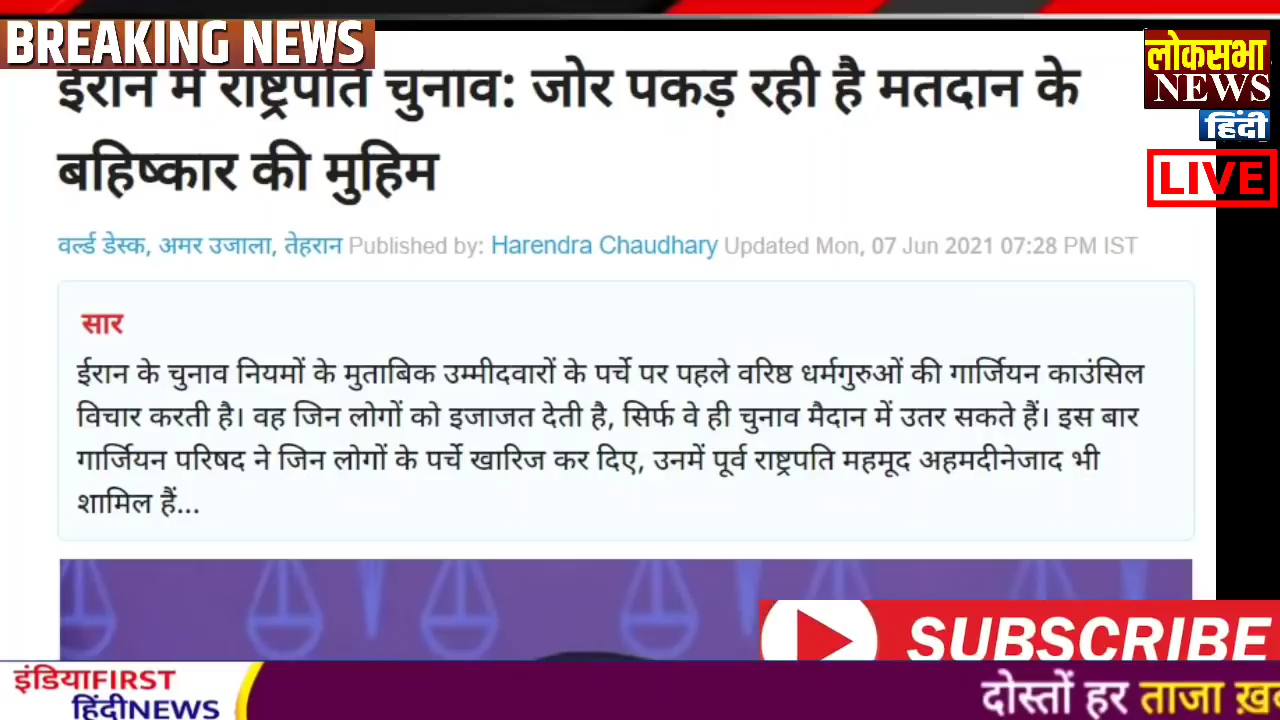 BREAKING NEWS
ईरान में राष्ट्रपति चुनाव: जोर पकड़ रही है मतदान के
बहिष्कार की मुहिम
लोकसभा
NEWS
हिंदी
LIVE
वर्ल्ड डेस्क, अमर उजाला, तेहरान Published by: Harendra Chaudhary Updated Mon, 07 Jun 2021 07:28 PM IST
सार
ईरान के चुनाव नियमों के मुताबिक उम्मीदवारों के पर्चे पर पहले वरिष्ठ धर्मगुरुओं की गार्जियन काउंसिल
विचार करती है। वह जिन लोगों को इजाजत देती है, सिर्फ वे ही चुनाव मैदान में उतर सकते हैं। इस बार
गार्जियन परिषद ने जिन लोगों के पर्चे खारिज कर दिए, उनमें पूर्व राष्ट्रपति महमूद अहमदीनेजाद भी
शामिल हैं...
SUBSCRIBE
इंडियाFIRST
हिंदीNEWS
दोस्तों हर ताजा